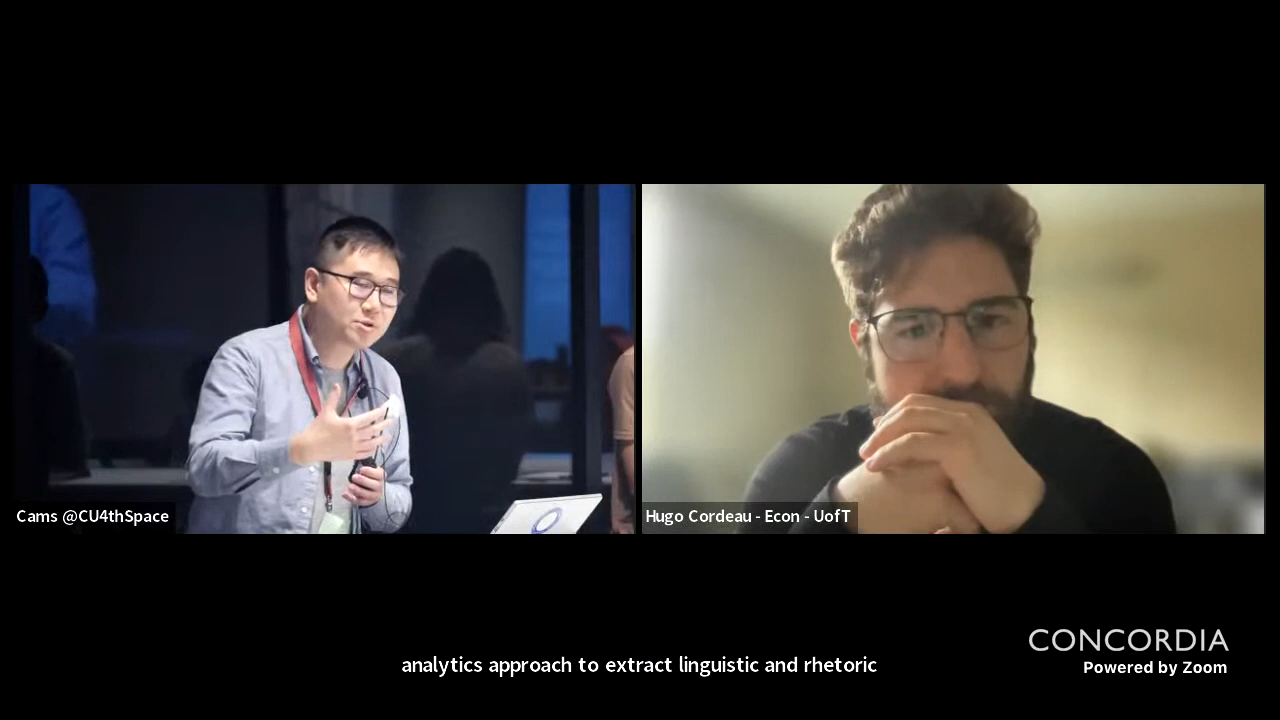 Cams @CU4thSpace
Hugo Cordeau - Econ - UofT
analytics approach to extract linguistic and rhetoric
CONCORDIA
Powered by Zoom